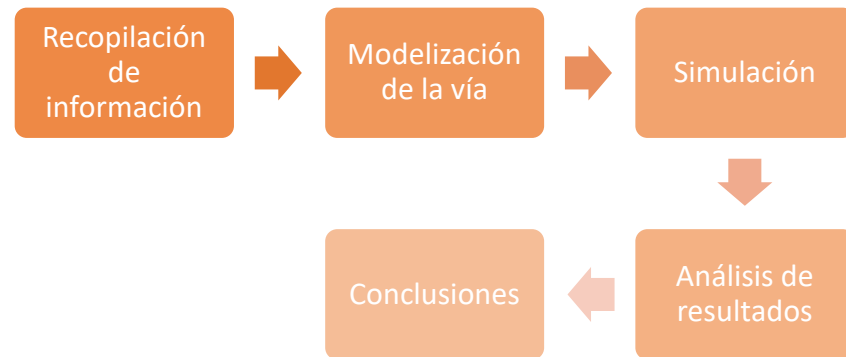 Recopilación
de
información
Modelización
de la vía
Simulación
Análisis de
resultados
Conclusiones